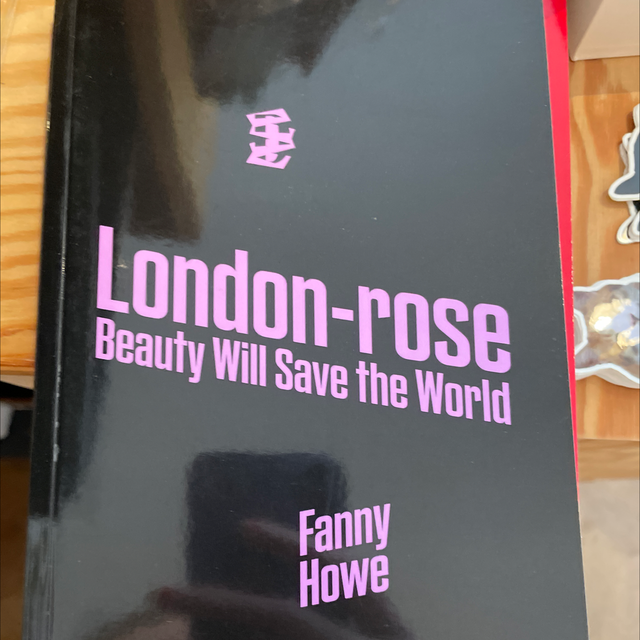 London-rose
Beauty Will Save the World
Fanny
Howe